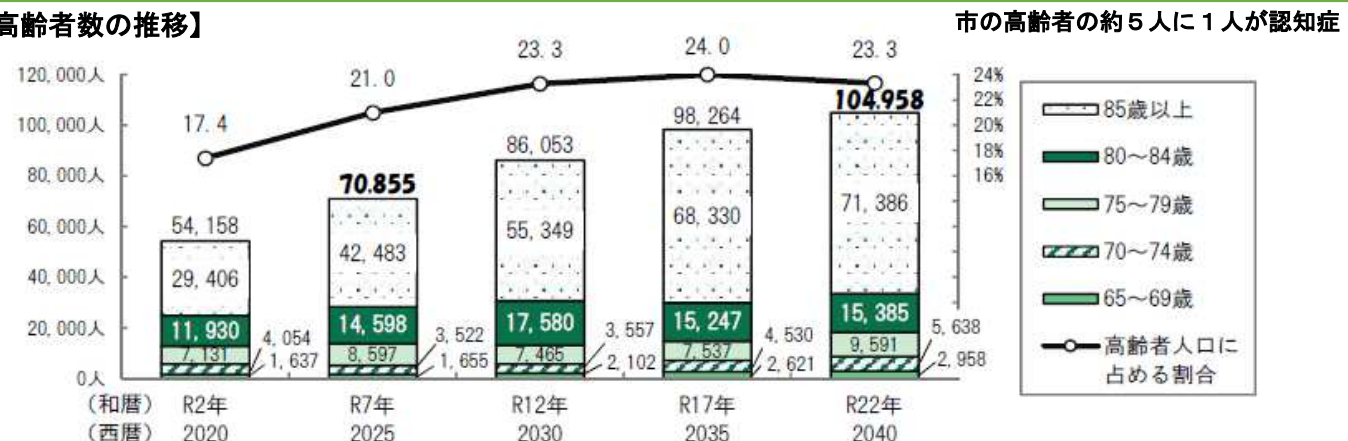 高齢者数の推移】
市の高齢者の約5人に1人が認知症
120,000人
100,000人
80,000人
60,000人
40,000人
20,000人
0人
24%
22%
20%
18%
16%
17.4
21.0
23.3
24.0
23.3
54,158
70.855
86,053
98,264
104.958
29,406
42,483
55,349
68,330
71,386
11,930
14,598
17,580
15,247
15,385
7,131
8,597
7,465
7,537
9,591
4,054
3,522
3,557
4,530
5,638
1,637
1,655
2,102
2,621
2,958
(和暦) R2年 R7年 R12年 R17年 R22年
(西暦) 2020 2025 2030 2035 2040
85歳以上
80～84歳
75～79歳
70～74歳
65～69歳
高齢者人口に
占める割合